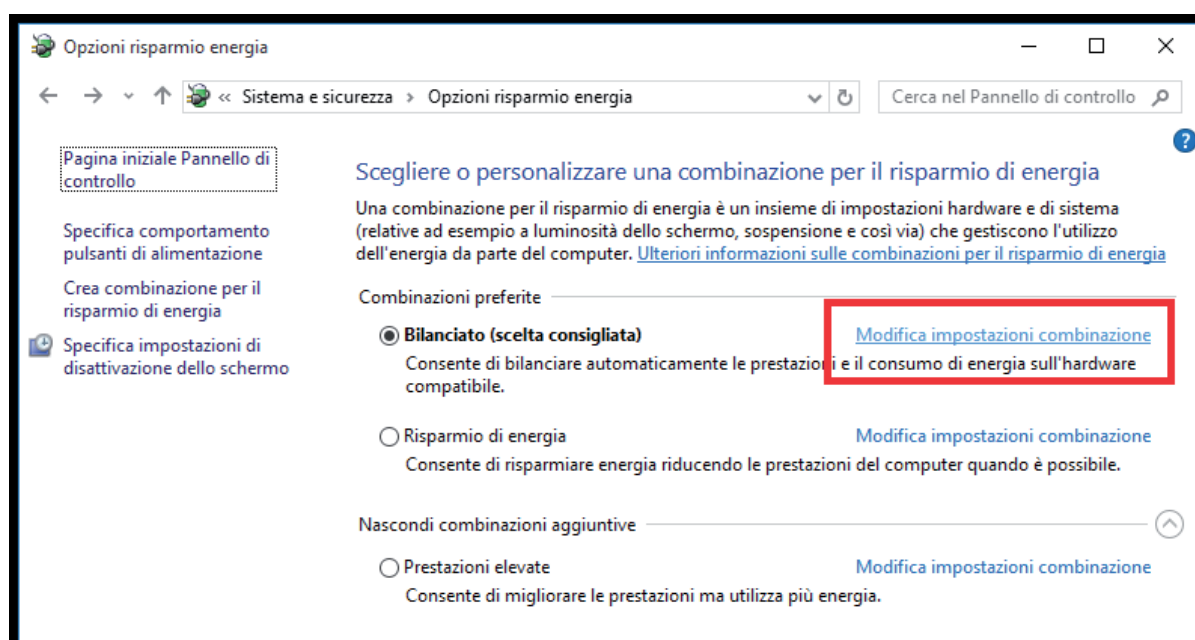 Opzioni risparmio energia
« Sistema e sicurezza › Opzioni risparmio energia
Cerca nel Pannello di controllo
Pagina iniziale Pannello di
controllo
Specifica comportamento
pulsanti di alimentazione
Crea combinazione per il
risparmio di energia
Specifica impostazioni di
disattivazione dello schermo
?
Scegliere o personalizzare una combinazione per il risparmio di energia
Una combinazione per il risparmio di energia è un insieme di impostazioni hardware e di sistema
(relative ad esempio a luminosità dello schermo, sospensione e così via) che gestiscono l'utilizzo
dell'energia da parte del computer. Ulteriori informazioni sulle combinazioni per il risparmio di energia
Combinazioni preferite
Bilanciato (scelta consigliata) Modifica impostazioni combinazione
Consente di bilanciare automaticamente le prestazioni e il consumo di energia sull'hardware
compatibile.
Risparmio di energia Modifica impostazioni combinazione
Consente di risparmiare energia riducendo le prestazioni del computer quando è possibile.
Nascondi combinazioni aggiuntive
Prestazioni elevate Modifica impostazioni combinazione
Consente di migliorare le prestazioni ma utilizza più energia.